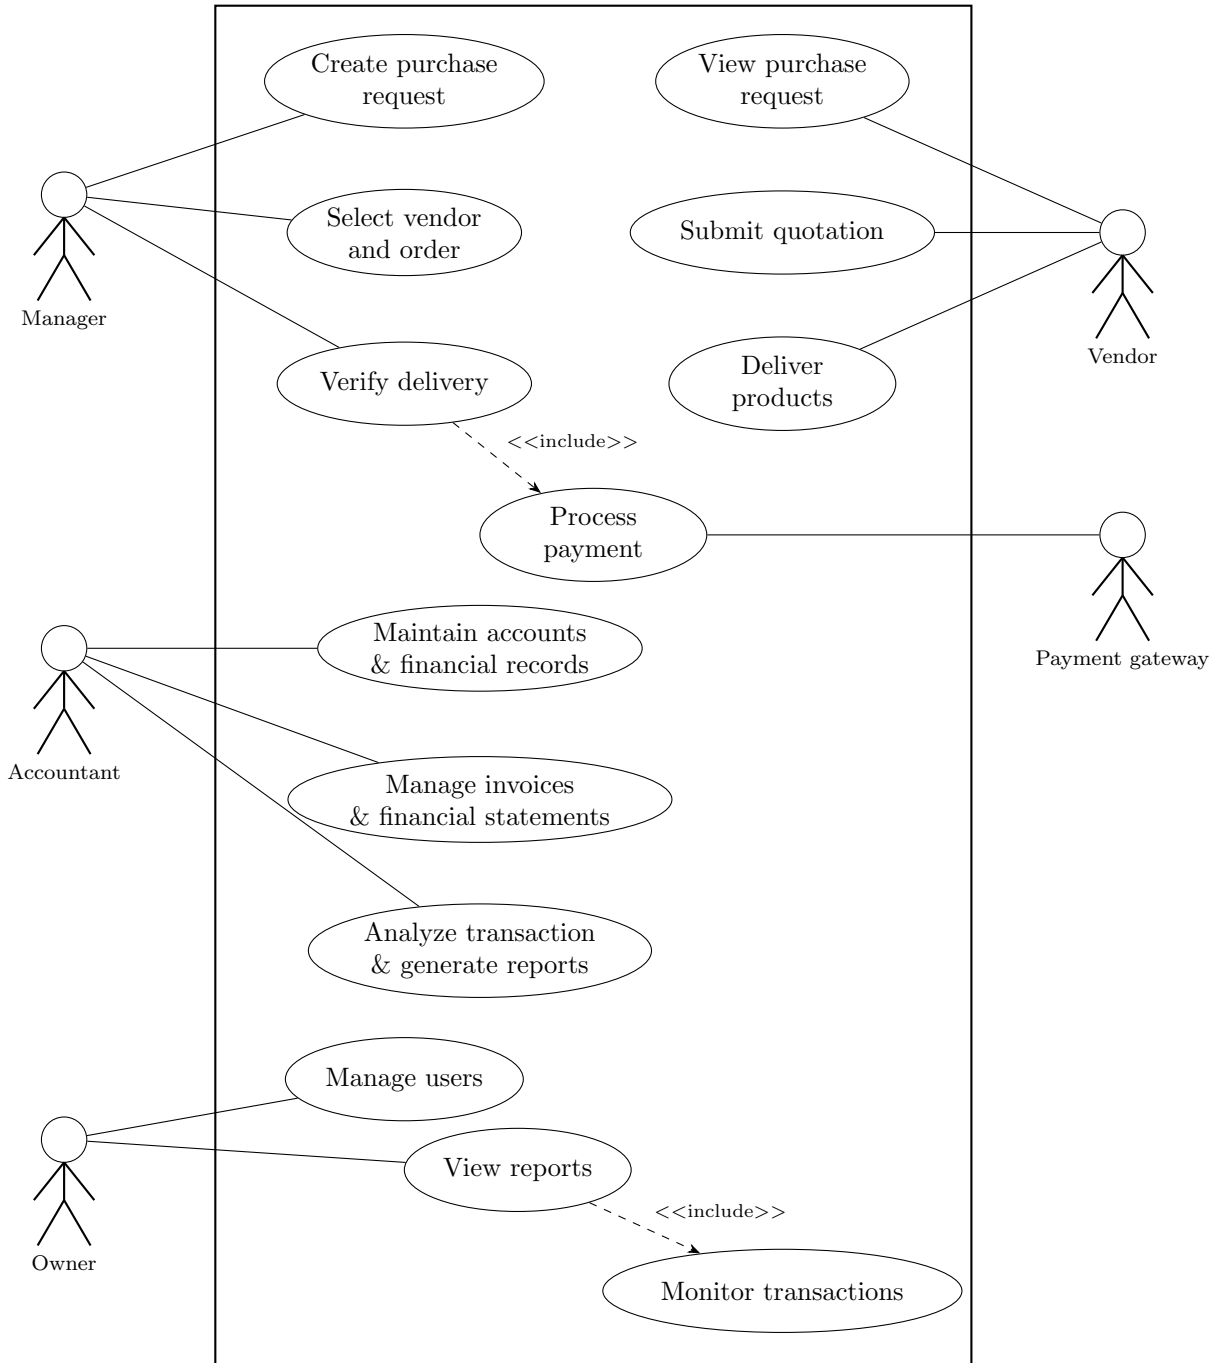 Create purchase
request
View purchase
request
Select vendor
and order
Submit quotation
Manager
Vendor
Verify delivery
Deliver
products
<<include>>
Process
payment
Maintain accounts
& financial records
Payment gateway
Accountant
Manage invoices
& financial statements
Analyze transaction
& generate reports
Manage users
View reports
<<include>>
Owner
Monitor transactions